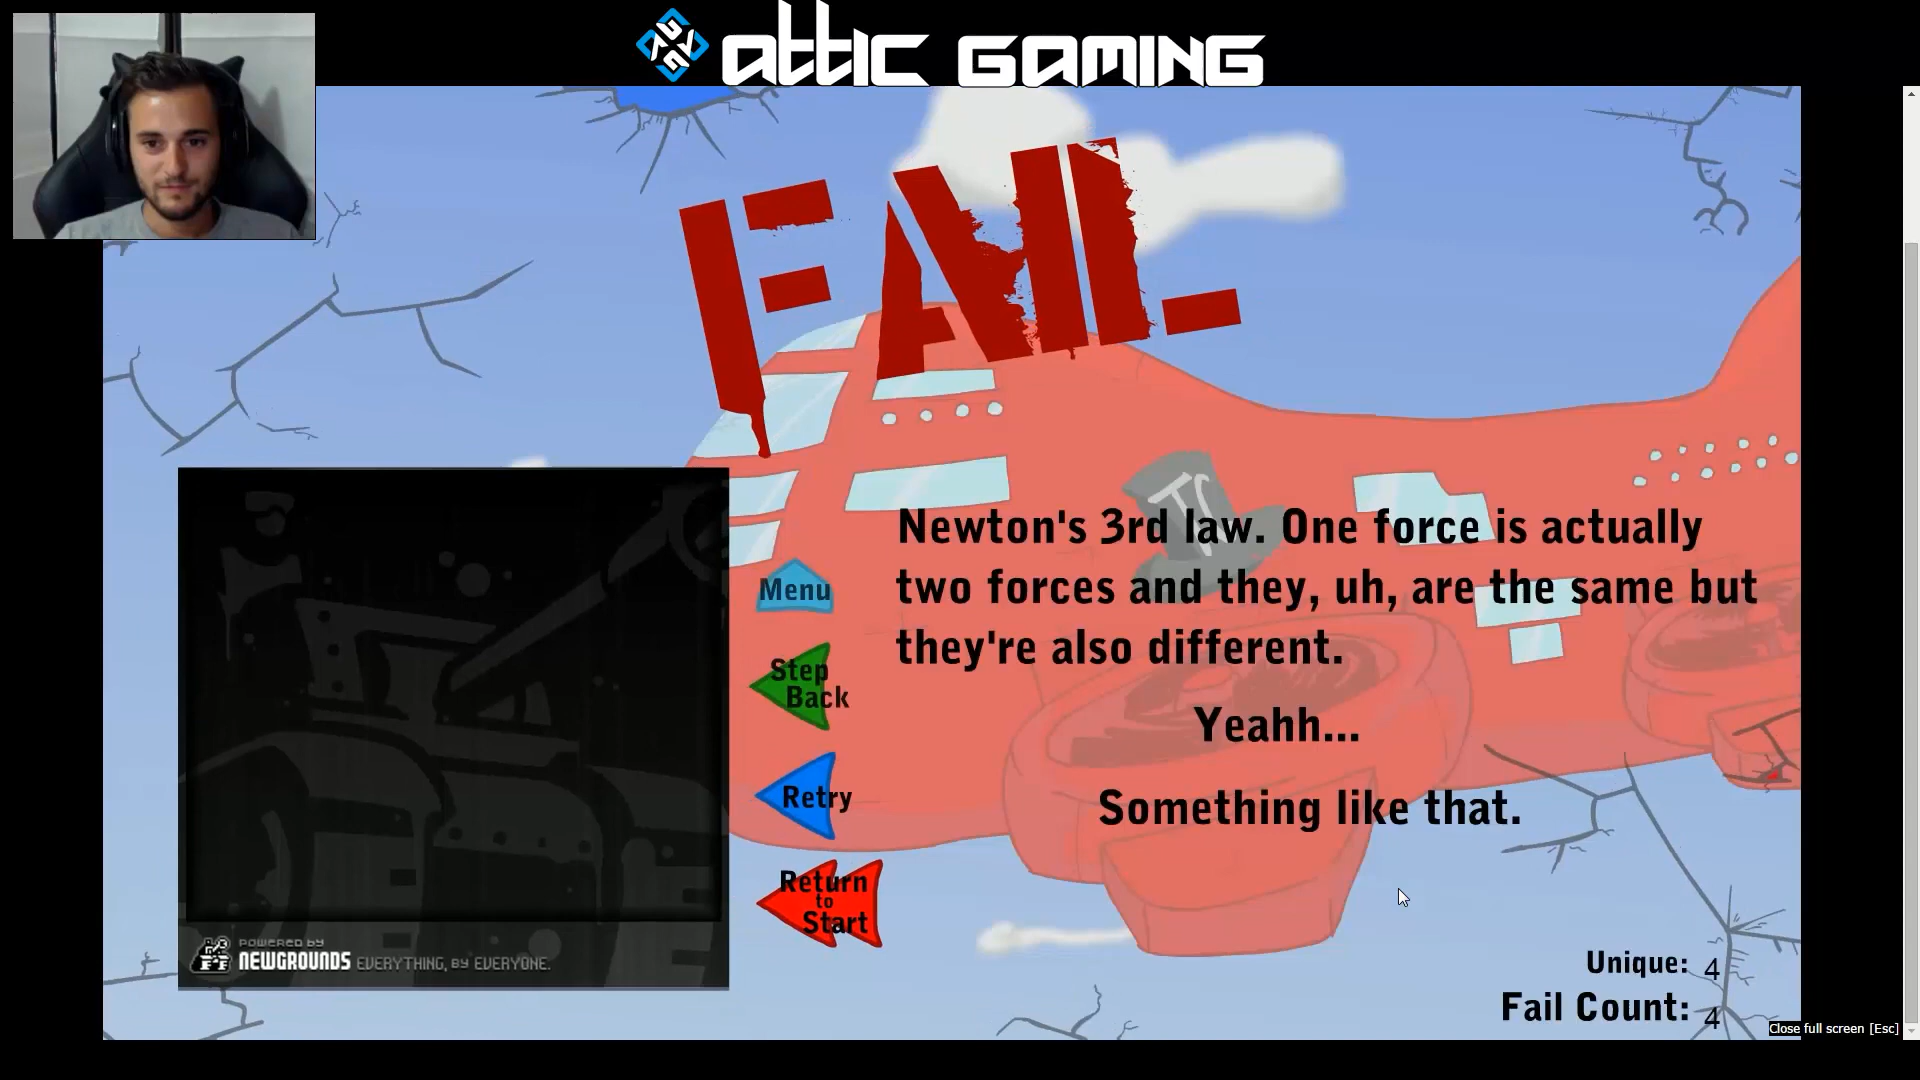 ATTIC GAMING
FAIL
TC
Newton's 3rd law. One force is actually
two forces and they, uh, are the same but
they're also different.
Yeahh...
Something like that.
Menu
Step
Back
Retry
Return
to
Start
POWERED BY
NEWGROUNDS EVERYTHING, BY EVERYONE.
Unique: 4
Fail Count: 4
Close full screen [Esc]